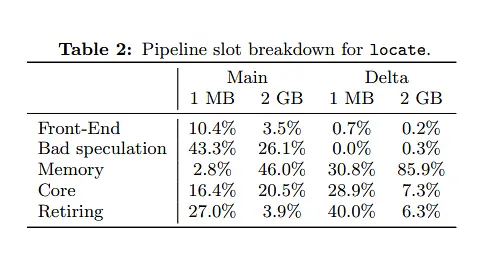 Table 2: Pipeline slot breakdown for locate.
Main Delta
1 MB 2 GB 1 MB 2 GB
Front-End 10.4% 3.5% 0.7% 0.2%
Bad speculation 43.3% 26.1% 0.0% 0.3%
Memory 2.8% 46.0% 30.8% 85.9%
Core 16.4% 20.5% 28.9% 7.3%
Retiring 27.0% 3.9% 40.0% 6.3%